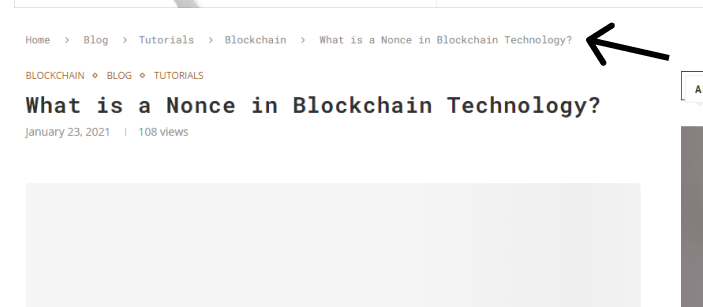 Home > Blog > Tutorials > Blockchain > What is a Nonce in Blockchain Technology?
BLOCKCHAIN ⋄ BLOG ⋄ TUTORIALS
What is a Nonce in Blockchain Technology?
January 23, 2021 | 108 views